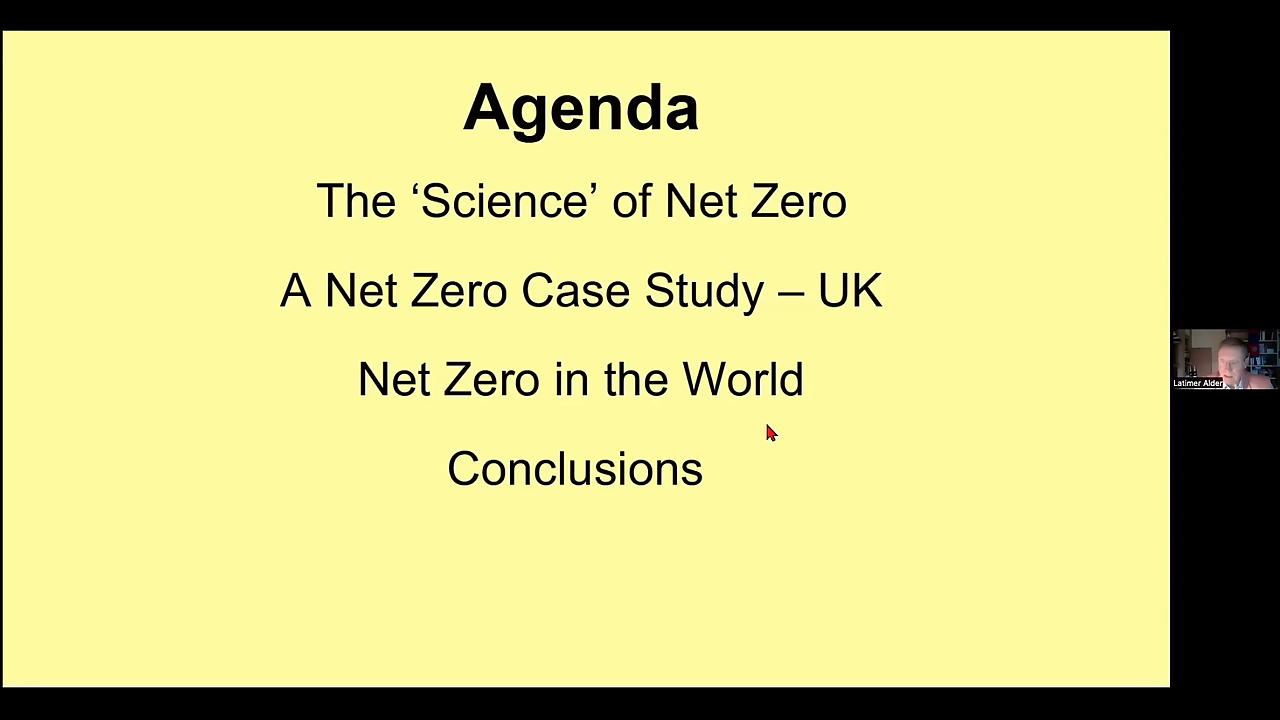 Agenda
The ‘Science’ of Net Zero
A Net Zero Case Study – UK
Net Zero in the World
Conclusions
Latimer Alder